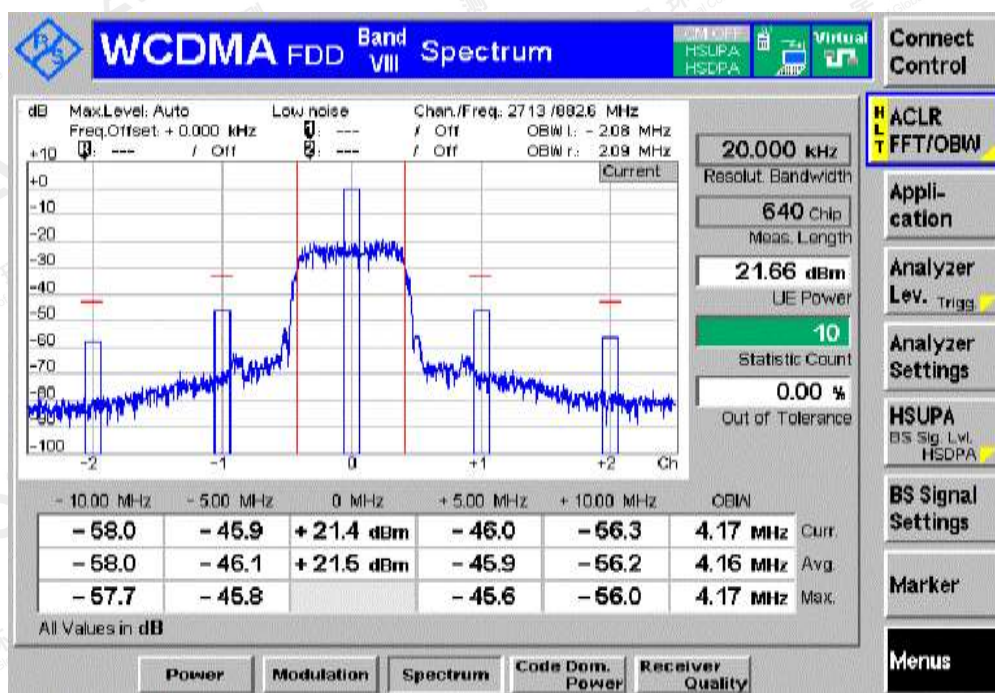 WCDMA FDD Band VIII Spectrum
HSUPA
HSDPA
Virtual
Connect Control
dB Max.Level: Auto Low noise Chan./Freq.: 2713 /882.6 MHz
Freq.Offset: + 0.000 kHz 1: --- / Off OBW l.: - 2.08 MHz
R: --- / Off 2: --- / Off OBW r.: 2.09 MHz
Current
+10
+0
-10
-20
-30
-40
-50
-60
-70
-80
-90
-100
-2 -1 0 +1 +2 Ch
20.000 kHz
Resolut. Bandwidth
640 Chip
Meas. Length
21.66 dBm
UE Power
10
Statistic Count
0.00 %
Out of Tolerance
- 10.00 MHz - 5.00 MHz 0 MHz + 5.00 MHz + 10.00 MHz OBW
- 58.0 - 45.9 + 21.4 dBm - 46.0 - 56.3 4.17 MHz Curr.
- 58.0 - 46.1 + 21.5 dBm - 45.9 - 56.2 4.16 MHz Avg.
- 57.7 - 45.8 - 45.6 - 56.0 4.17 MHz Max.
All Values in dB
HLT
ACLR
FFT/OBW
Appli-
cation
Analyzer
Lev. Trigg.
Analyzer
Settings
HSUPA
BS Sig. Lvl.
HSDPA
BS Signal
Settings
Marker
Menus
Power
Modulation
Spectrum
Code Dom.
Power
Receiver
Quality